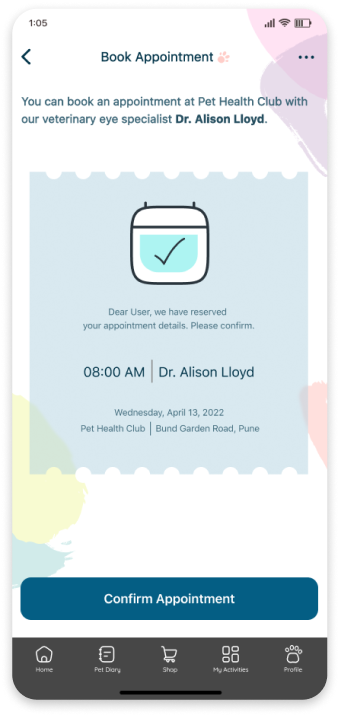 1:05
Book Appointment
You can book an appointment at Pet Health Club with
our veterinary eye specialist Dr. Alison Lloyd.
Dear User, we have reserved
your appointment details. Please confirm.
08:00 AM | Dr. Alison Lloyd
Wednesday, April 13, 2022
Pet Health Club | Bund Garden Road, Pune
Confirm Appointment
Home Pet Diary Shop My Activities Profile